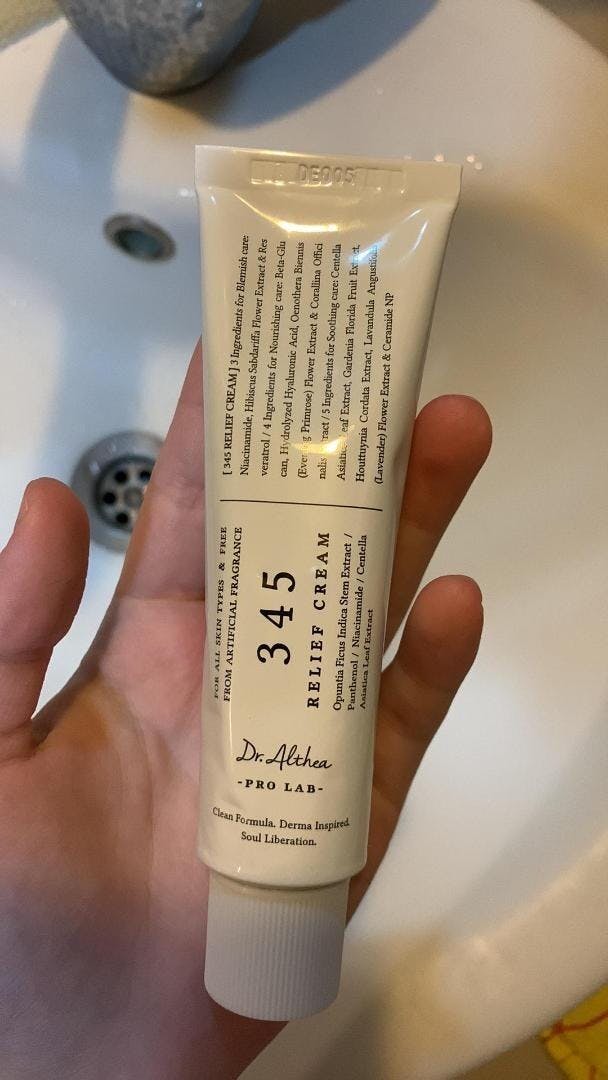 DE005
[ 345 RELIEF CREAM ] 3 Ingredients for Blemish care:
Niacinamide, Hibiscus Sabdariffa Flower Extract & Res
veratrol / 4 Ingredients for Nourishing care: Beta-Glu
can, Hydrolyzed Hyaluronic Acid, Oenothera Biennis
(Evening Primrose) Flower Extract & Corallina Offici
nalis Extract / 5 Ingredients for Soothing care: Centella
Asiatica Leaf Extract, Gardenia Florida Fruit Extract,
Houttuynia Cordata Extract, Lavandula Angustifolia
(Lavender) Flower Extract & Ceramide NP
FOR ALL SKIN TYPES & FREE
FROM ARTIFICIAL FRAGRANCE
345
RELIEF CREAM
Opuntia Ficus Indica Stem Extract /
Panthenol / Niacinamide / Centella
Asiatica Leaf Extract
Dr.Althea
-PRO LAB-
Clean Formula. Derma Inspired.
Soul Liberation.